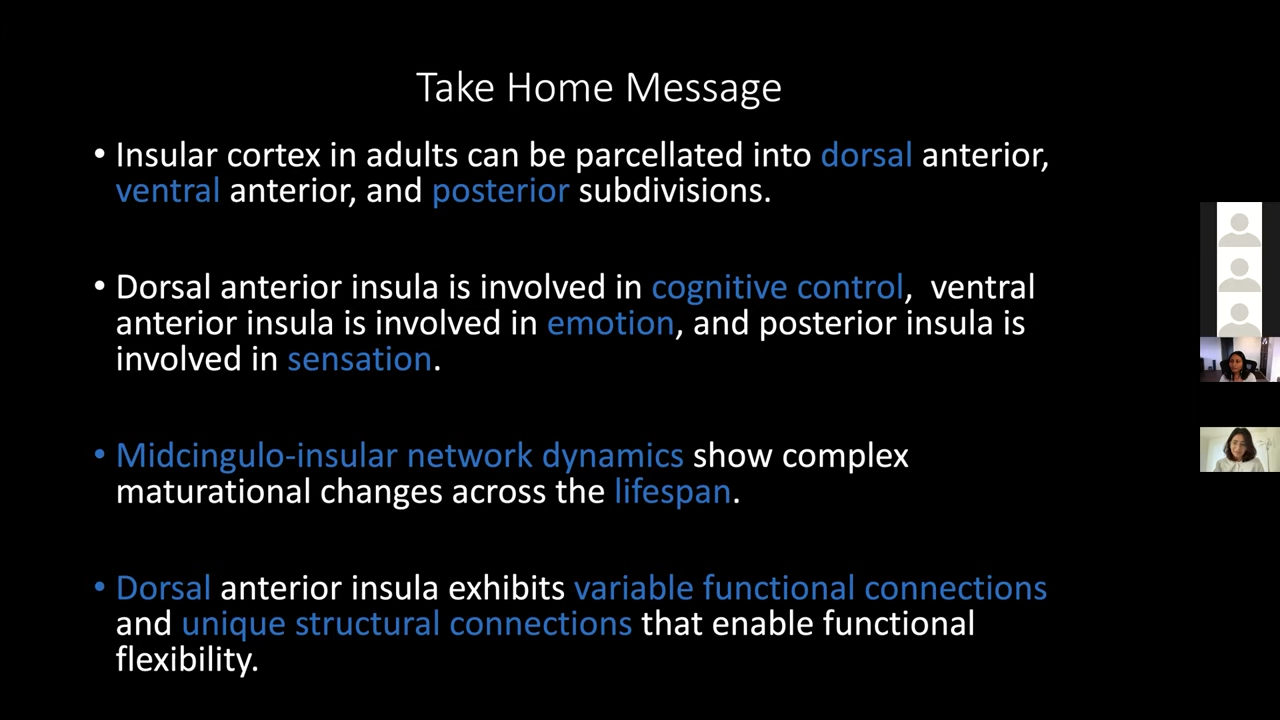 Take Home Message
• Insular cortex in adults can be parcellated into dorsal anterior,
ventral anterior, and posterior subdivisions.
• Dorsal anterior insula is involved in cognitive control,  ventral
anterior insula is involved in emotion, and posterior insula is
involved in sensation.
• Midcingulo-insular network dynamics show complex
maturational changes across the lifespan.
• Dorsal anterior insula exhibits variable functional connections
and unique structural connections that enable functional
flexibility.